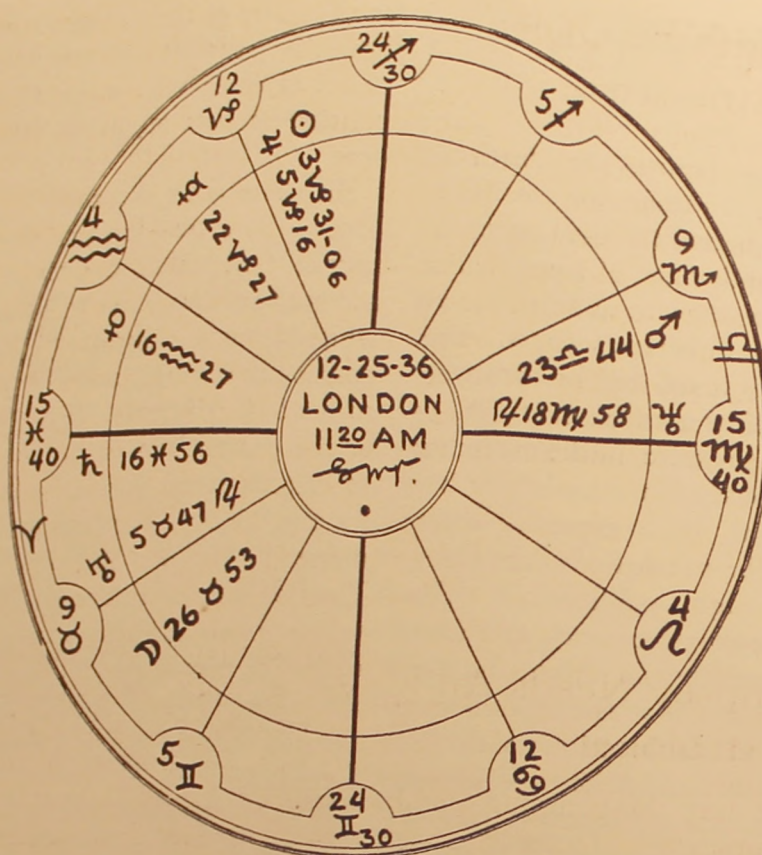 24 ♐ 30
5 ♐
9 ♏
♎
15 ♍ 40
4 ♌
12 ♋
24 ♊ 30
5 ♊
9 ♉
♈
15 ♓ 40
4 ♒
12 ♑
☉ 3 ♑ 31-06
♃ 5 ♑ 16
☿ 22 ♑ 27
♀ 16 ♒ 27
♄ 16 ♓ 56
♅ 5 ♉ 47 ℞
☽ 26 ♉ 53
23 ♎ 44 ♂
℞ 18 ♍ 58 ♆
12-25-36
LONDON
11 20 AM
GMT.